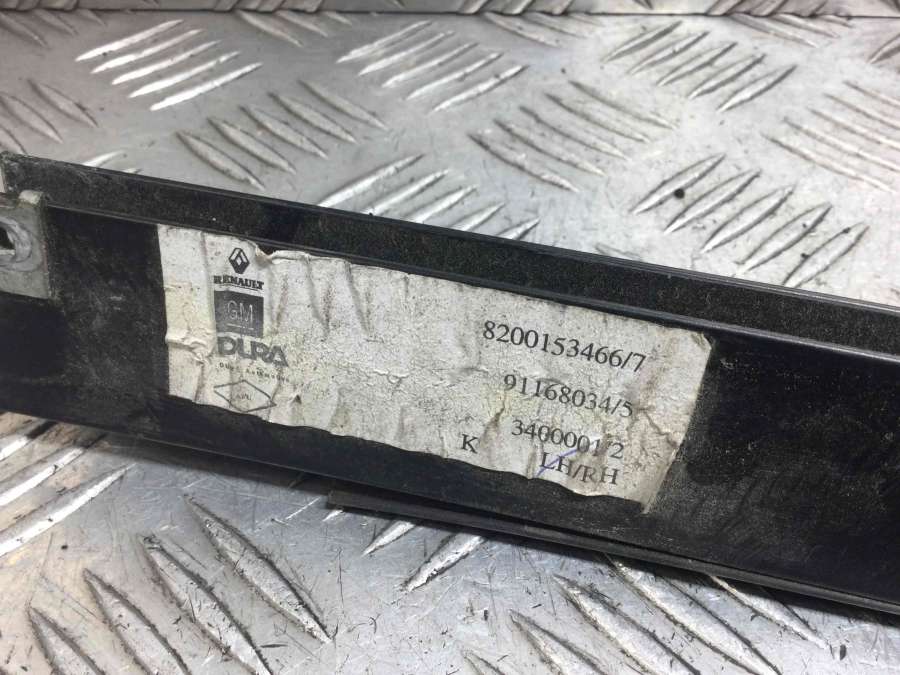 RENAULT
GM
DURA
8200153466/7
91168034/5
3400001/2
K LH/RH